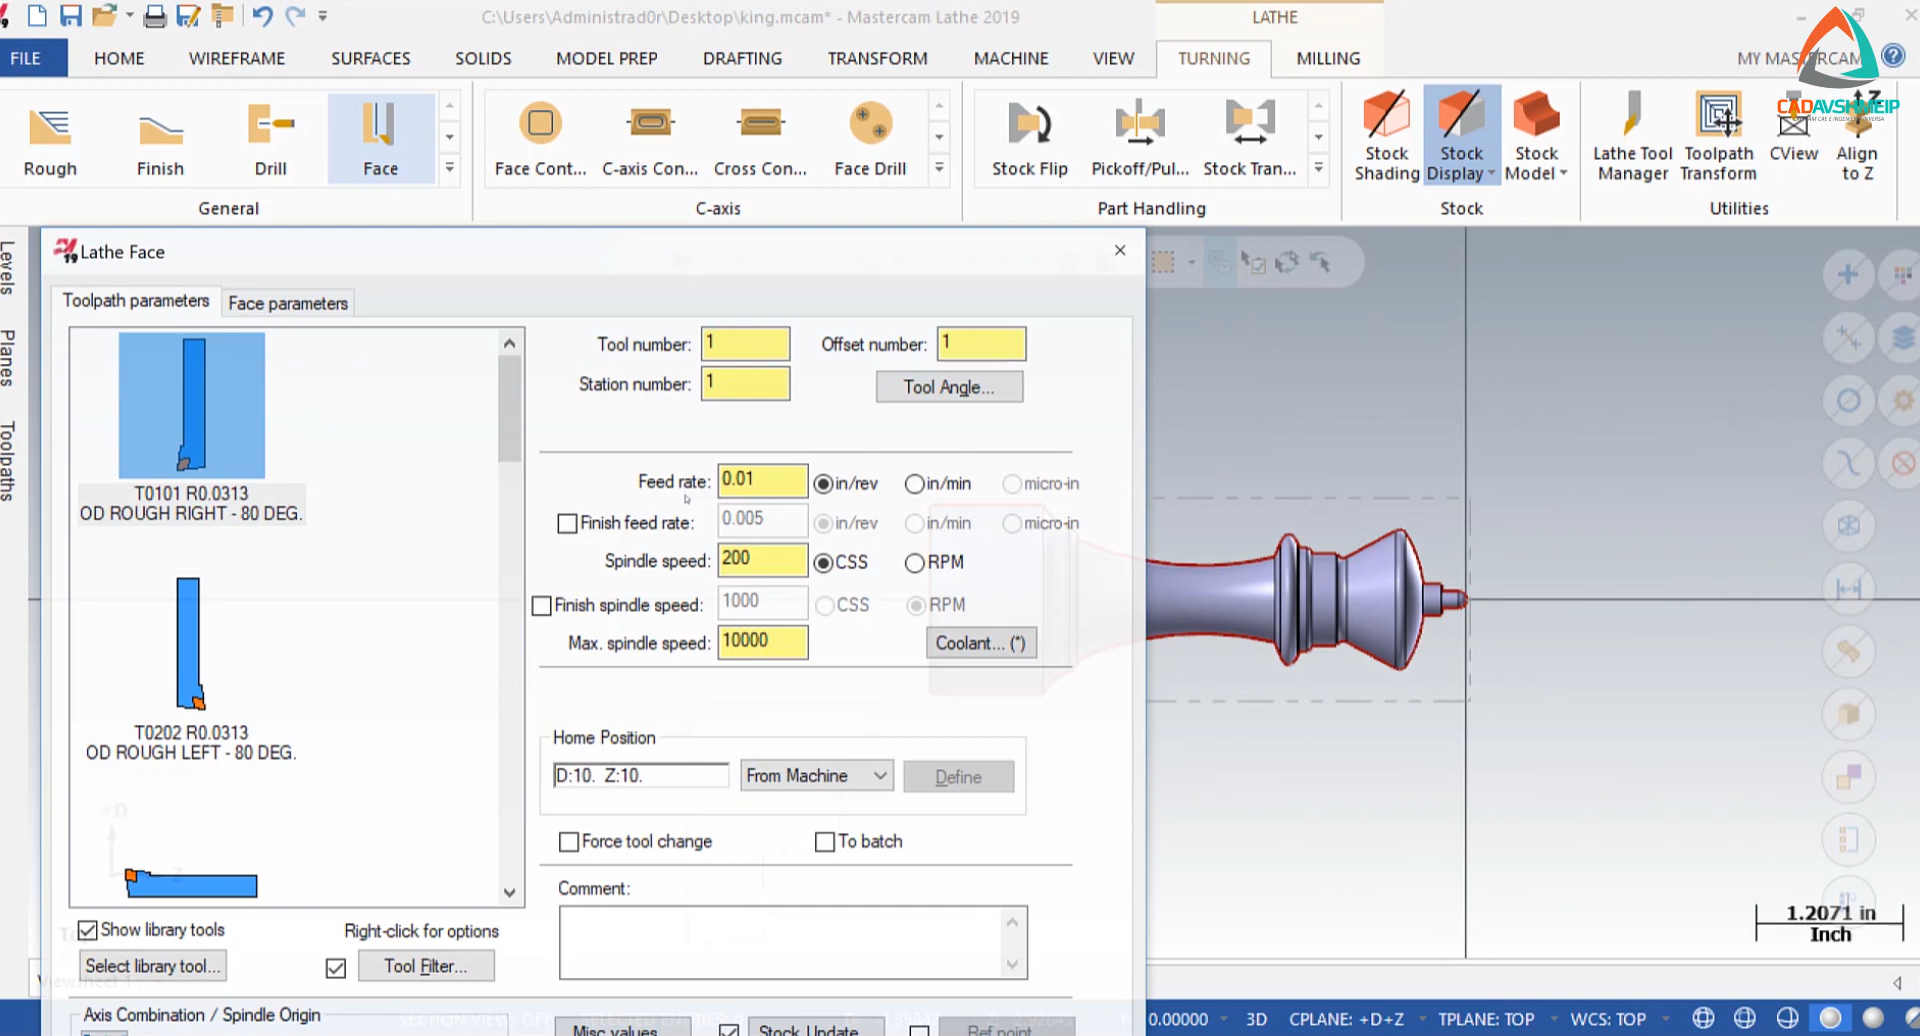 C:\Users\Administrad0r\Desktop\king.mcam* - Mastercam Lathe 2019
LATHE
FILE HOME WIREFRAME SURFACES SOLIDS MODEL PREP DRAFTING TRANSFORM MACHINE VIEW TURNING MILLING
MY MASTERCAM
CADAVSHMEIP
Rough Finish Drill Face
Face Cont... C-axis Con... Cross Con... Face Drill
Stock Flip Pickoff/Pul... Stock Tran...
Stock Shading
Stock Display
Stock Model
Lathe Tool Manager
Toolpath Transform
CView
Align to Z
General C-axis Part Handling Stock Utilities
Levels
Planes
Toolpaths
19 Lathe Face
Toolpath parameters Face parameters
T0101 R0.0313
OD ROUGH RIGHT - 80 DEG.
T0202 R0.0313
OD ROUGH LEFT - 80 DEG.
+D
Show library tools
Right-click for options
Select library tool...
Tool Filter...
Axis Combination / Spindle Origin
Tool number: 1 Offset number: 1
Station number: 1 Tool Angle...
Feed rate: 0.01 in/rev in/min micro-in
Finish feed rate: 0.005 in/rev in/min micro-in
Spindle speed: 200 CSS RPM
Finish spindle speed: 1000 CSS RPM
Max. spindle speed: 10000 Coolant... (*)
Home Position
D:10. Z:10. From Machine Define
Force tool change To batch
Comment:
Misc values Stock Update Ref point
1.2071 in
Inch
0.00000 3D CPLANE: +D+Z TPLANE: TOP WCS: TOP